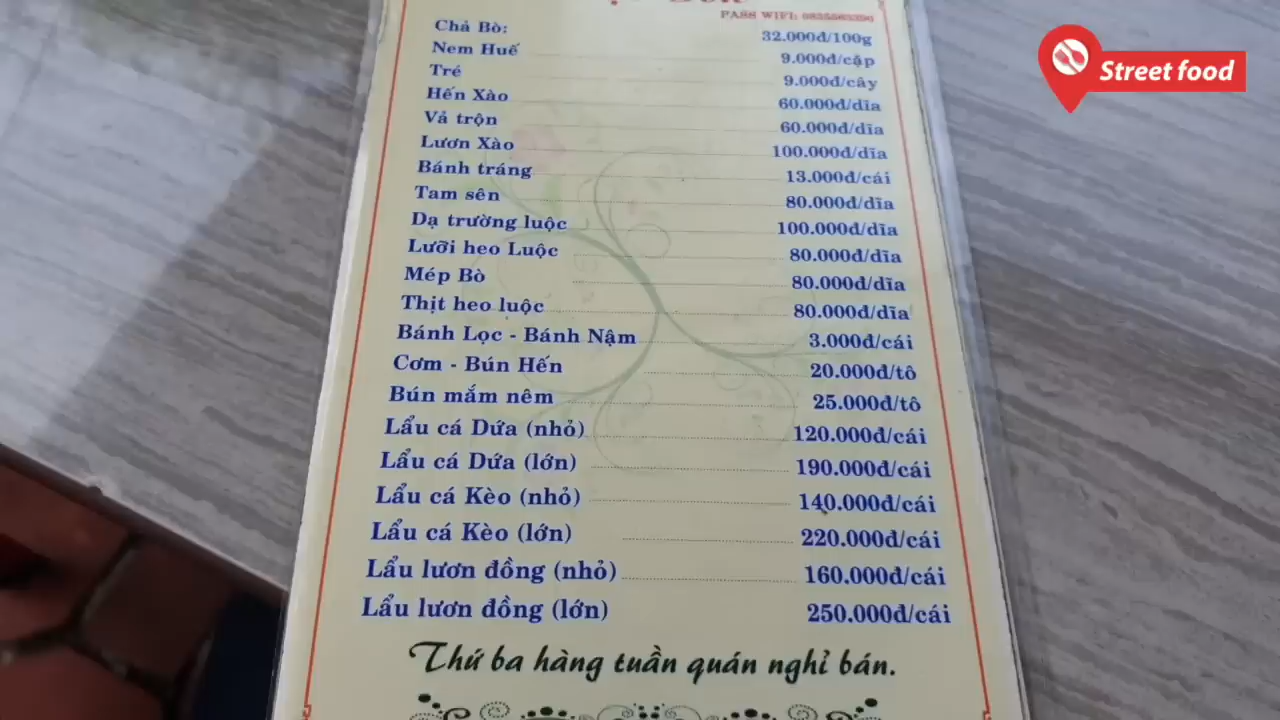 PASS WIFI:
Chả Bò: 32.000đ/100g
Nem Huế 9.000đ/cặp
Tré 9.000đ/cây
Hến Xào 60.000đ/dĩa
Vả trộn 60.000đ/dĩa
Lươn Xào 100.000đ/dĩa
Bánh tráng 13.000đ/cái
Tam sên 80.000đ/dĩa
Dạ trường luộc 100.000đ/dĩa
Lưỡi heo Luộc 80.000đ/dĩa
Mép Bò 80.000đ/dĩa
Thịt heo luộc 80.000đ/dĩa
Bánh Lọc - Bánh Nậm 3.000đ/cái
Cơm - Bún Hến 20.000đ/tô
Bún mắm nêm 25.000đ/tô
Lẩu cá Dứa (nhỏ) 120.000đ/cái
Lẩu cá Dứa (lớn) 190.000đ/cái
Lẩu cá Kèo (nhỏ) 140.000đ/cái
Lẩu cá Kèo (lớn) 220.000đ/cái
Lẩu lươn đồng (nhỏ) 160.000đ/cái
Lẩu lươn đồng (lớn) 250.000đ/cái
Thứ ba hàng tuần quán nghỉ bán.
Street food